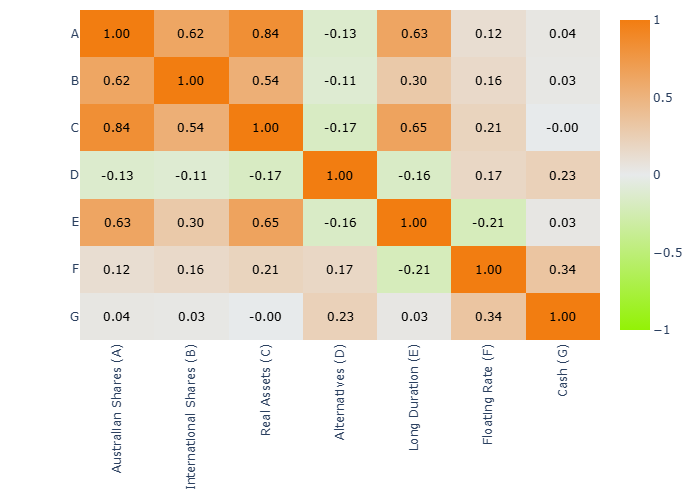 A 1.00 0.62 0.84 -0.13 0.63 0.12 0.04
B 0.62 1.00 0.54 -0.11 0.30 0.16 0.03
C 0.84 0.54 1.00 -0.17 0.65 0.21 -0.00
D -0.13 -0.11 -0.17 1.00 -0.16 0.17 0.23
E 0.63 0.30 0.65 -0.16 1.00 -0.21 0.03
F 0.12 0.16 0.21 0.17 -0.21 1.00 0.34
G 0.04 0.03 -0.00 0.23 0.03 0.34 1.00
Australian Shares (A)
International Shares (B)
Real Assets (C)
Alternatives (D)
Long Duration (E)
Floating Rate (F)
Cash (G)
1
0.5
0
−0.5
−1